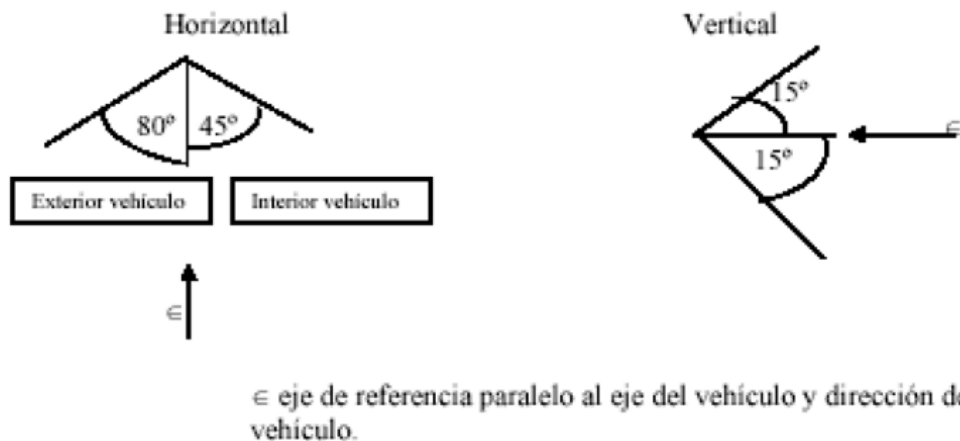 Horizontal
Vertical
80º 45º
15º
15º
∈
Exterior vehículo
Interior vehículo
∈
∈ eje de referencia paralelo al eje del vehículo y dirección de
vehículo.